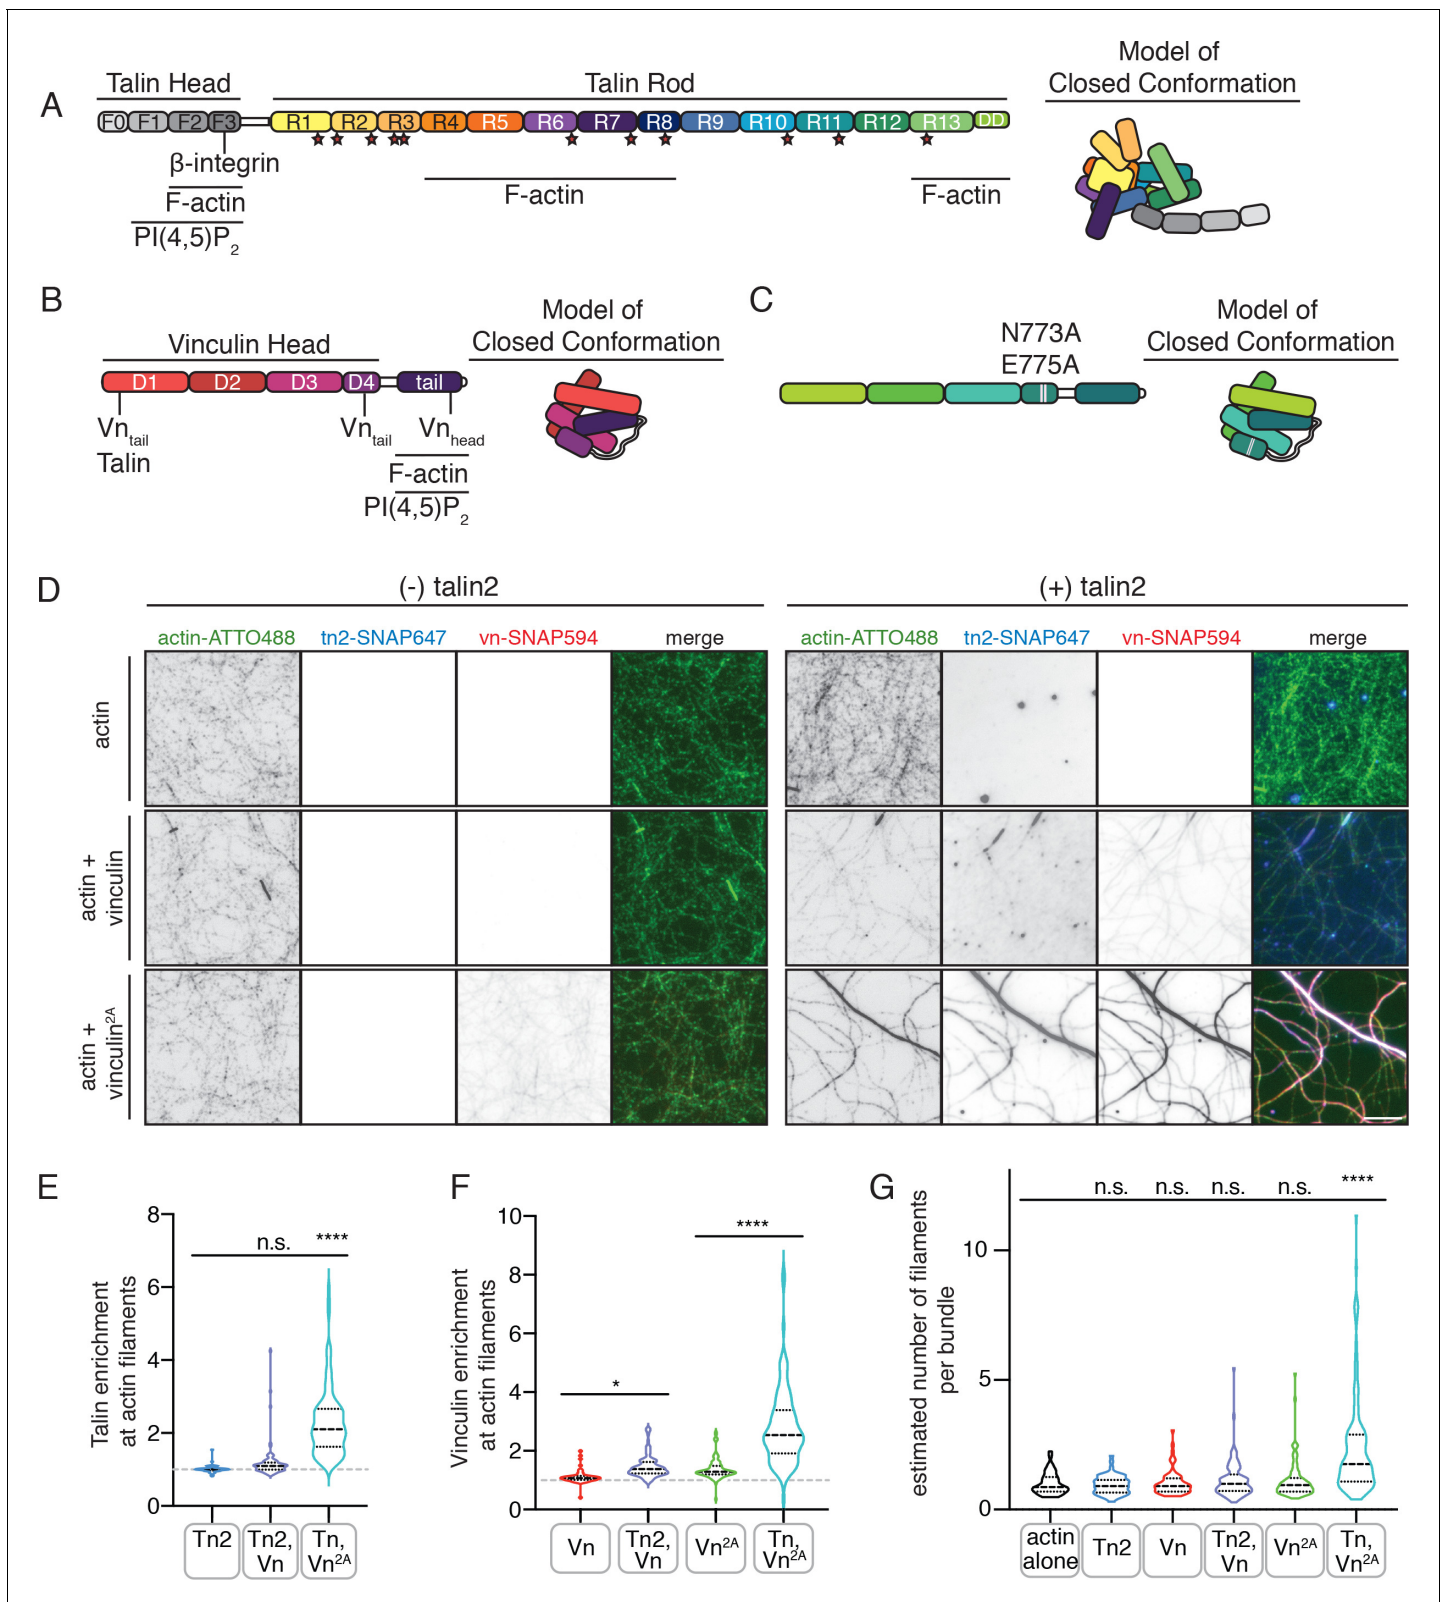 A
Talin Head
Talin Rod
Model of
Closed Conformation
F0 F1 F2 F3 R1 R2 R3 R4 R5 R6 R7 R8 R9 R10 R11 R12 R13 DD
β-integrin
F-actin
PI(4,5)P2
F-actin
F-actin
B
Vinculin Head
Model of
Closed Conformation
D1 D2 D3 D4 tail
Vntail
Talin
Vntail
Vnhead
F-actin
PI(4,5)P2
C
N773A
E775A
Model of
Closed Conformation
D
(-) talin2
(+) talin2
actin-ATTO488 tn2-SNAP647 vn-SNAP594 merge
actin-ATTO488 tn2-SNAP647 vn-SNAP594 merge
actin
actin +
vinculin
actin +
vinculin2A
E
Talin enrichment
at actin filaments
8
6
4
2
0
n.s. ****
Tn2
Tn2,
Vn
Tn,
Vn2A
F
Vinculin enrichment
at actin filaments
10
8
6
4
2
0
*
****
Vn
Tn2,
Vn
Vn2A
Tn,
Vn2A
G
estimated number of filaments
per bundle
10
5
0
n.s. n.s. n.s. n.s. ****
actin
alone
Tn2
Vn
Tn2,
Vn
Vn2A
Tn,
Vn2A